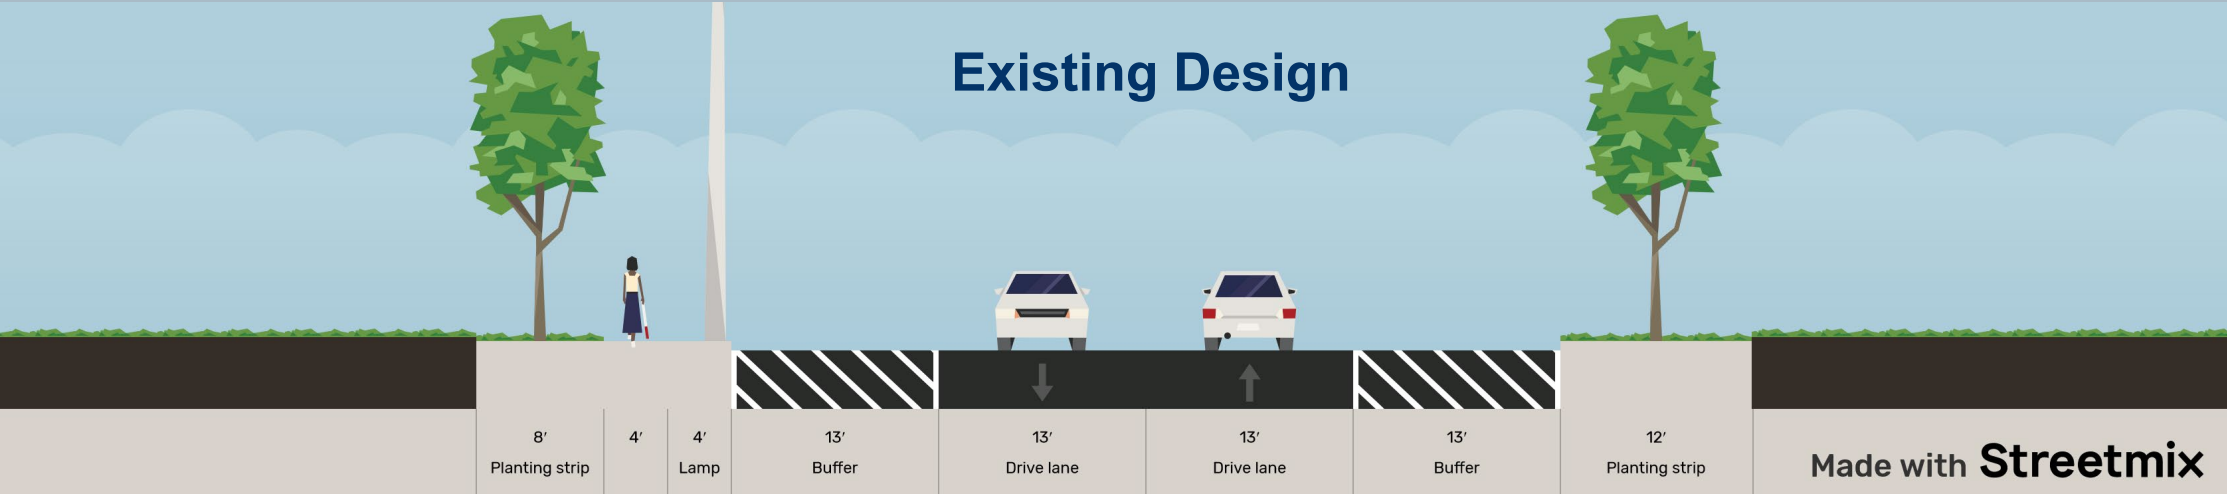 Existing Design
8′ 4′ 4′ 13′ 13′ 13′ 13′ 12′
Planting strip Lamp Buffer Drive lane Drive lane Buffer Planting strip
Made with Streetmix